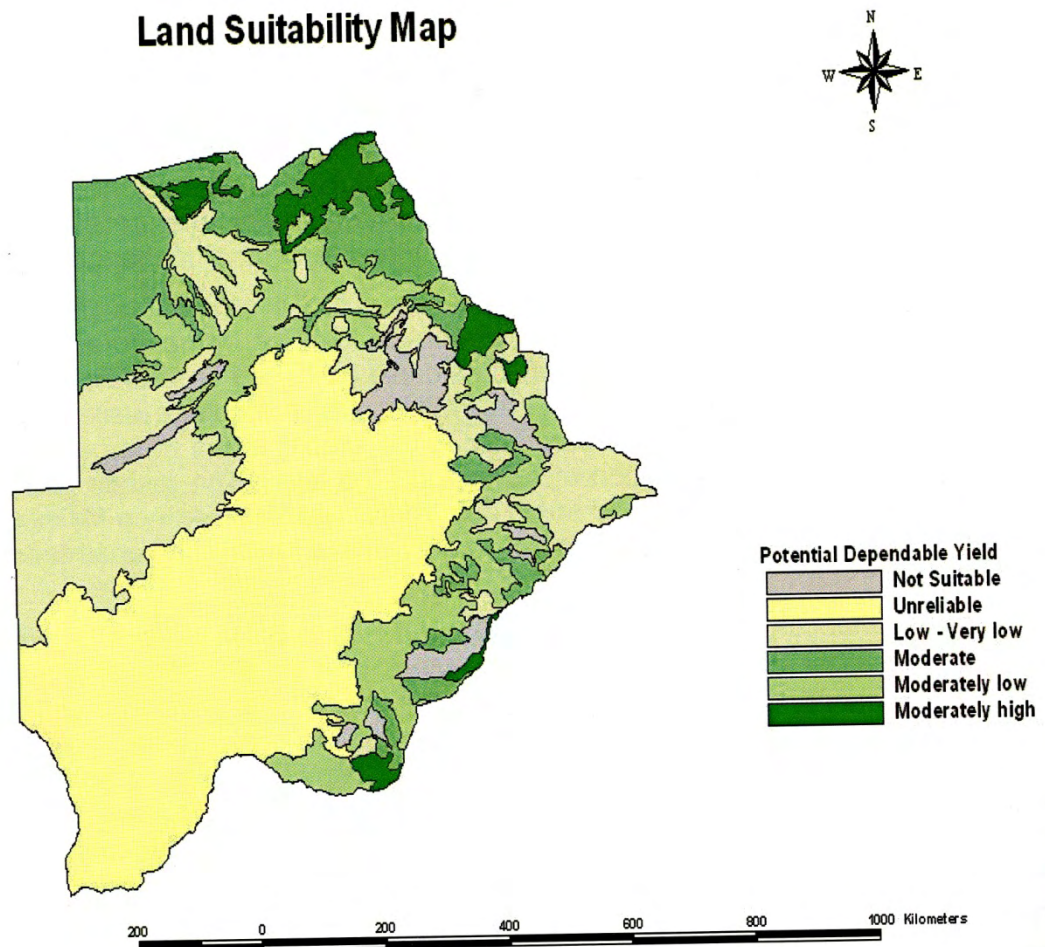 Land Suitability Map
N
W E
S
Potential Dependable Yield
Not Suitable
Unreliable
Low - Very low
Moderate
Moderately low
Moderately high
200 0 200 400 600 800 1000 Kilometers